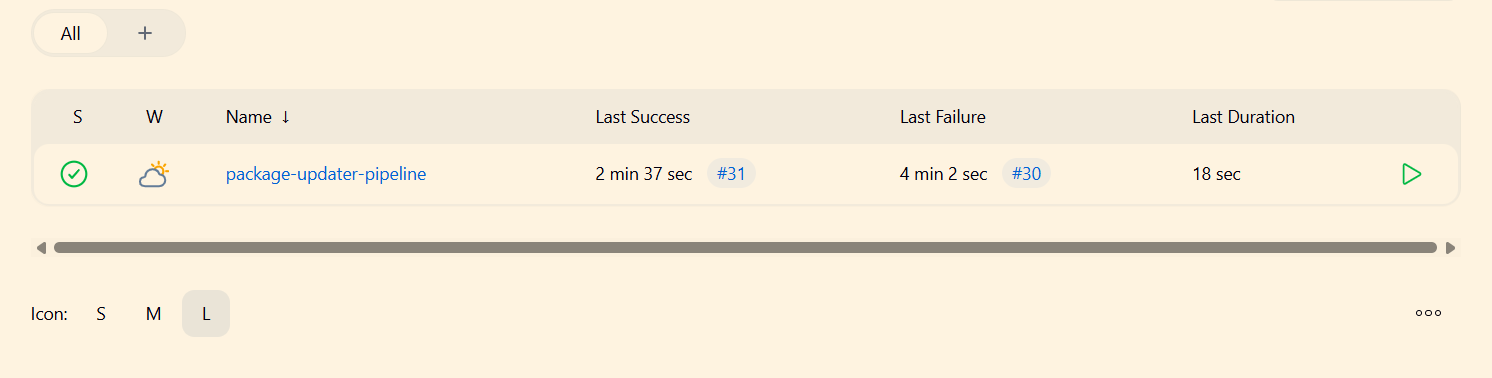 All +
S W Name ↓ Last Success Last Failure Last Duration
package-updater-pipeline 2 min 37 sec #31 4 min 2 sec #30 18 sec
Icon: S M L